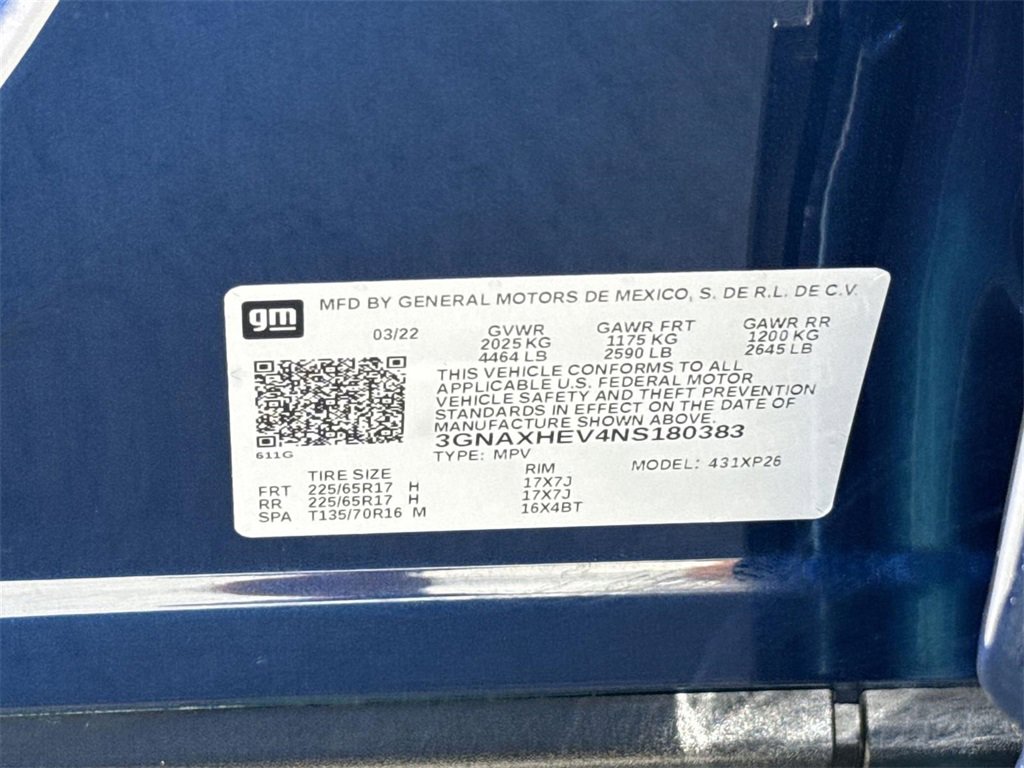 gm
MFD BY GENERAL MOTORS DE MEXICO, S. DE R.L. DE C.V.
03/22 GVWR GAWR FRT GAWR RR
2025 KG 1175 KG 1200 KG
4464 LB 2590 LB 2645 LB
THIS VEHICLE CONFORMS TO ALL
APPLICABLE U.S. FEDERAL MOTOR
VEHICLE SAFETY AND THEFT PREVENTION
STANDARDS IN EFFECT ON THE DATE OF
MANUFACTURE SHOWN ABOVE.
3GNAXHEV4NS180383
611G
TYPE: MPV MODEL: 431XP26
TIRE SIZE RIM
FRT 225/65R17 H 17X7J
RR 225/65R17 H 17X7J
SPA T135/70R16 M 16X4BT